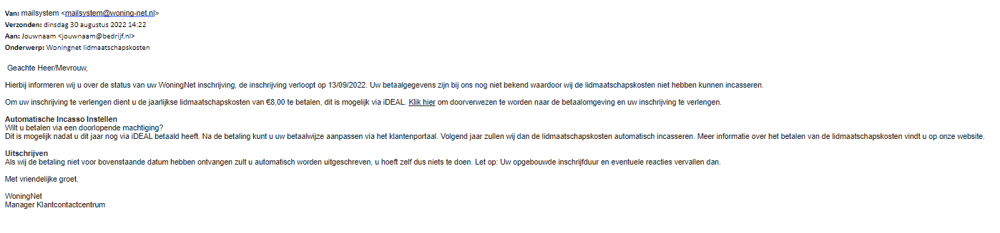 Van: mailsystem <mailsystem@woning-net.nl>
Verzonden: dinsdag 30 augustus 2022 14:22
Aan: Jouwnaam <jouwnaam@bedrijf.nl>
Onderwerp: Woningnet lidmaatschapskosten
Geachte Heer/Mevrouw,
Hierbij informeren wij u over de status van uw WoningNet inschrijving, de inschrijving verloopt op 13/09/2022. Uw betaalgegevens zijn bij ons nog niet bekend waardoor wij de lidmaatschapskosten niet hebben kunnen incasseren.
Om uw inschrijving te verlengen dient u de jaarlijkse lidmaatschapskosten van €8,00 te betalen, dit is mogelijk via iDEAL. Klik hier om doorverwezen te worden naar de betaalomgeving en uw inschrijving te verlengen.
Automatische Incasso Instellen
Wilt u betalen via een doorlopende machtiging?
Dit is mogelijk nadat u dit jaar nog via iDEAL betaald heeft. Na de betaling kunt u uw betaalwijze aanpassen via het klantenportaal. Volgend jaar zullen wij dan de lidmaatschapskosten automatisch incasseren. Meer informatie over het betalen van de lidmaatschapskosten vindt u op onze website.
Uitschrijven
Als wij de betaling niet voor bovenstaande datum hebben ontvangen zult u automatisch worden uitgeschreven, u hoeft zelf dus niets te doen. Let op: Uw opgebouwde inschrijfduur en eventuele reacties vervallen dan.
Met vriendelijke groet,
WoningNet
Manager Klantcontactcentrum